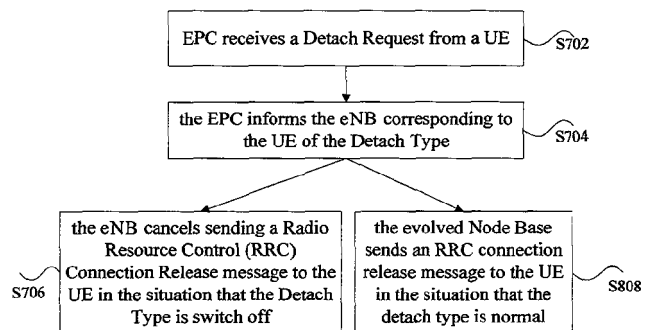 EPC receives a Detach Request from a UE
S702
the EPC informs the eNB corresponding to
the UE of the Detach Type
S704
the eNB cancels sending a Radio
Resource Control (RRC)
Connection Release message to the
UE in the situation that the Detach
Type is switch off
S706
the evolved Node Base
sends an RRC connection
release message to the UE
in the situation that the
detach type is normal
S808